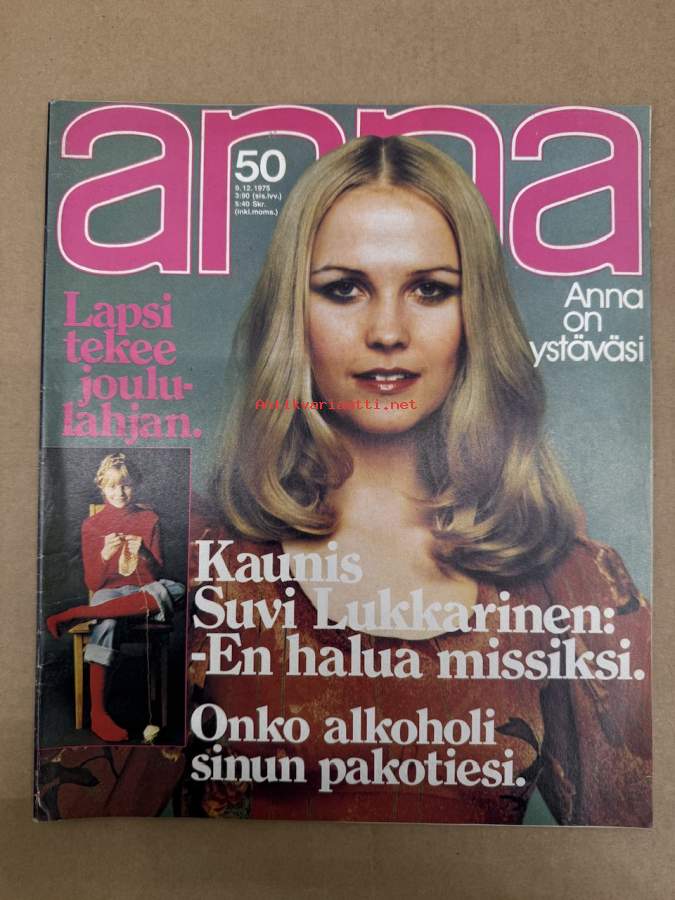 anna
50
9.12.1975
3:90 (sis.lvv.)
5:40 Skr.
(inkl.moms.)
Anna
on
ystäväsi
Lapsi
tekee
joulu-
lahjan.
Antikvariaatti.net
Kaunis
Suvi Lukkarinen:
-En halua missiksi.
Onko alkoholi
sinun pakotiesi.